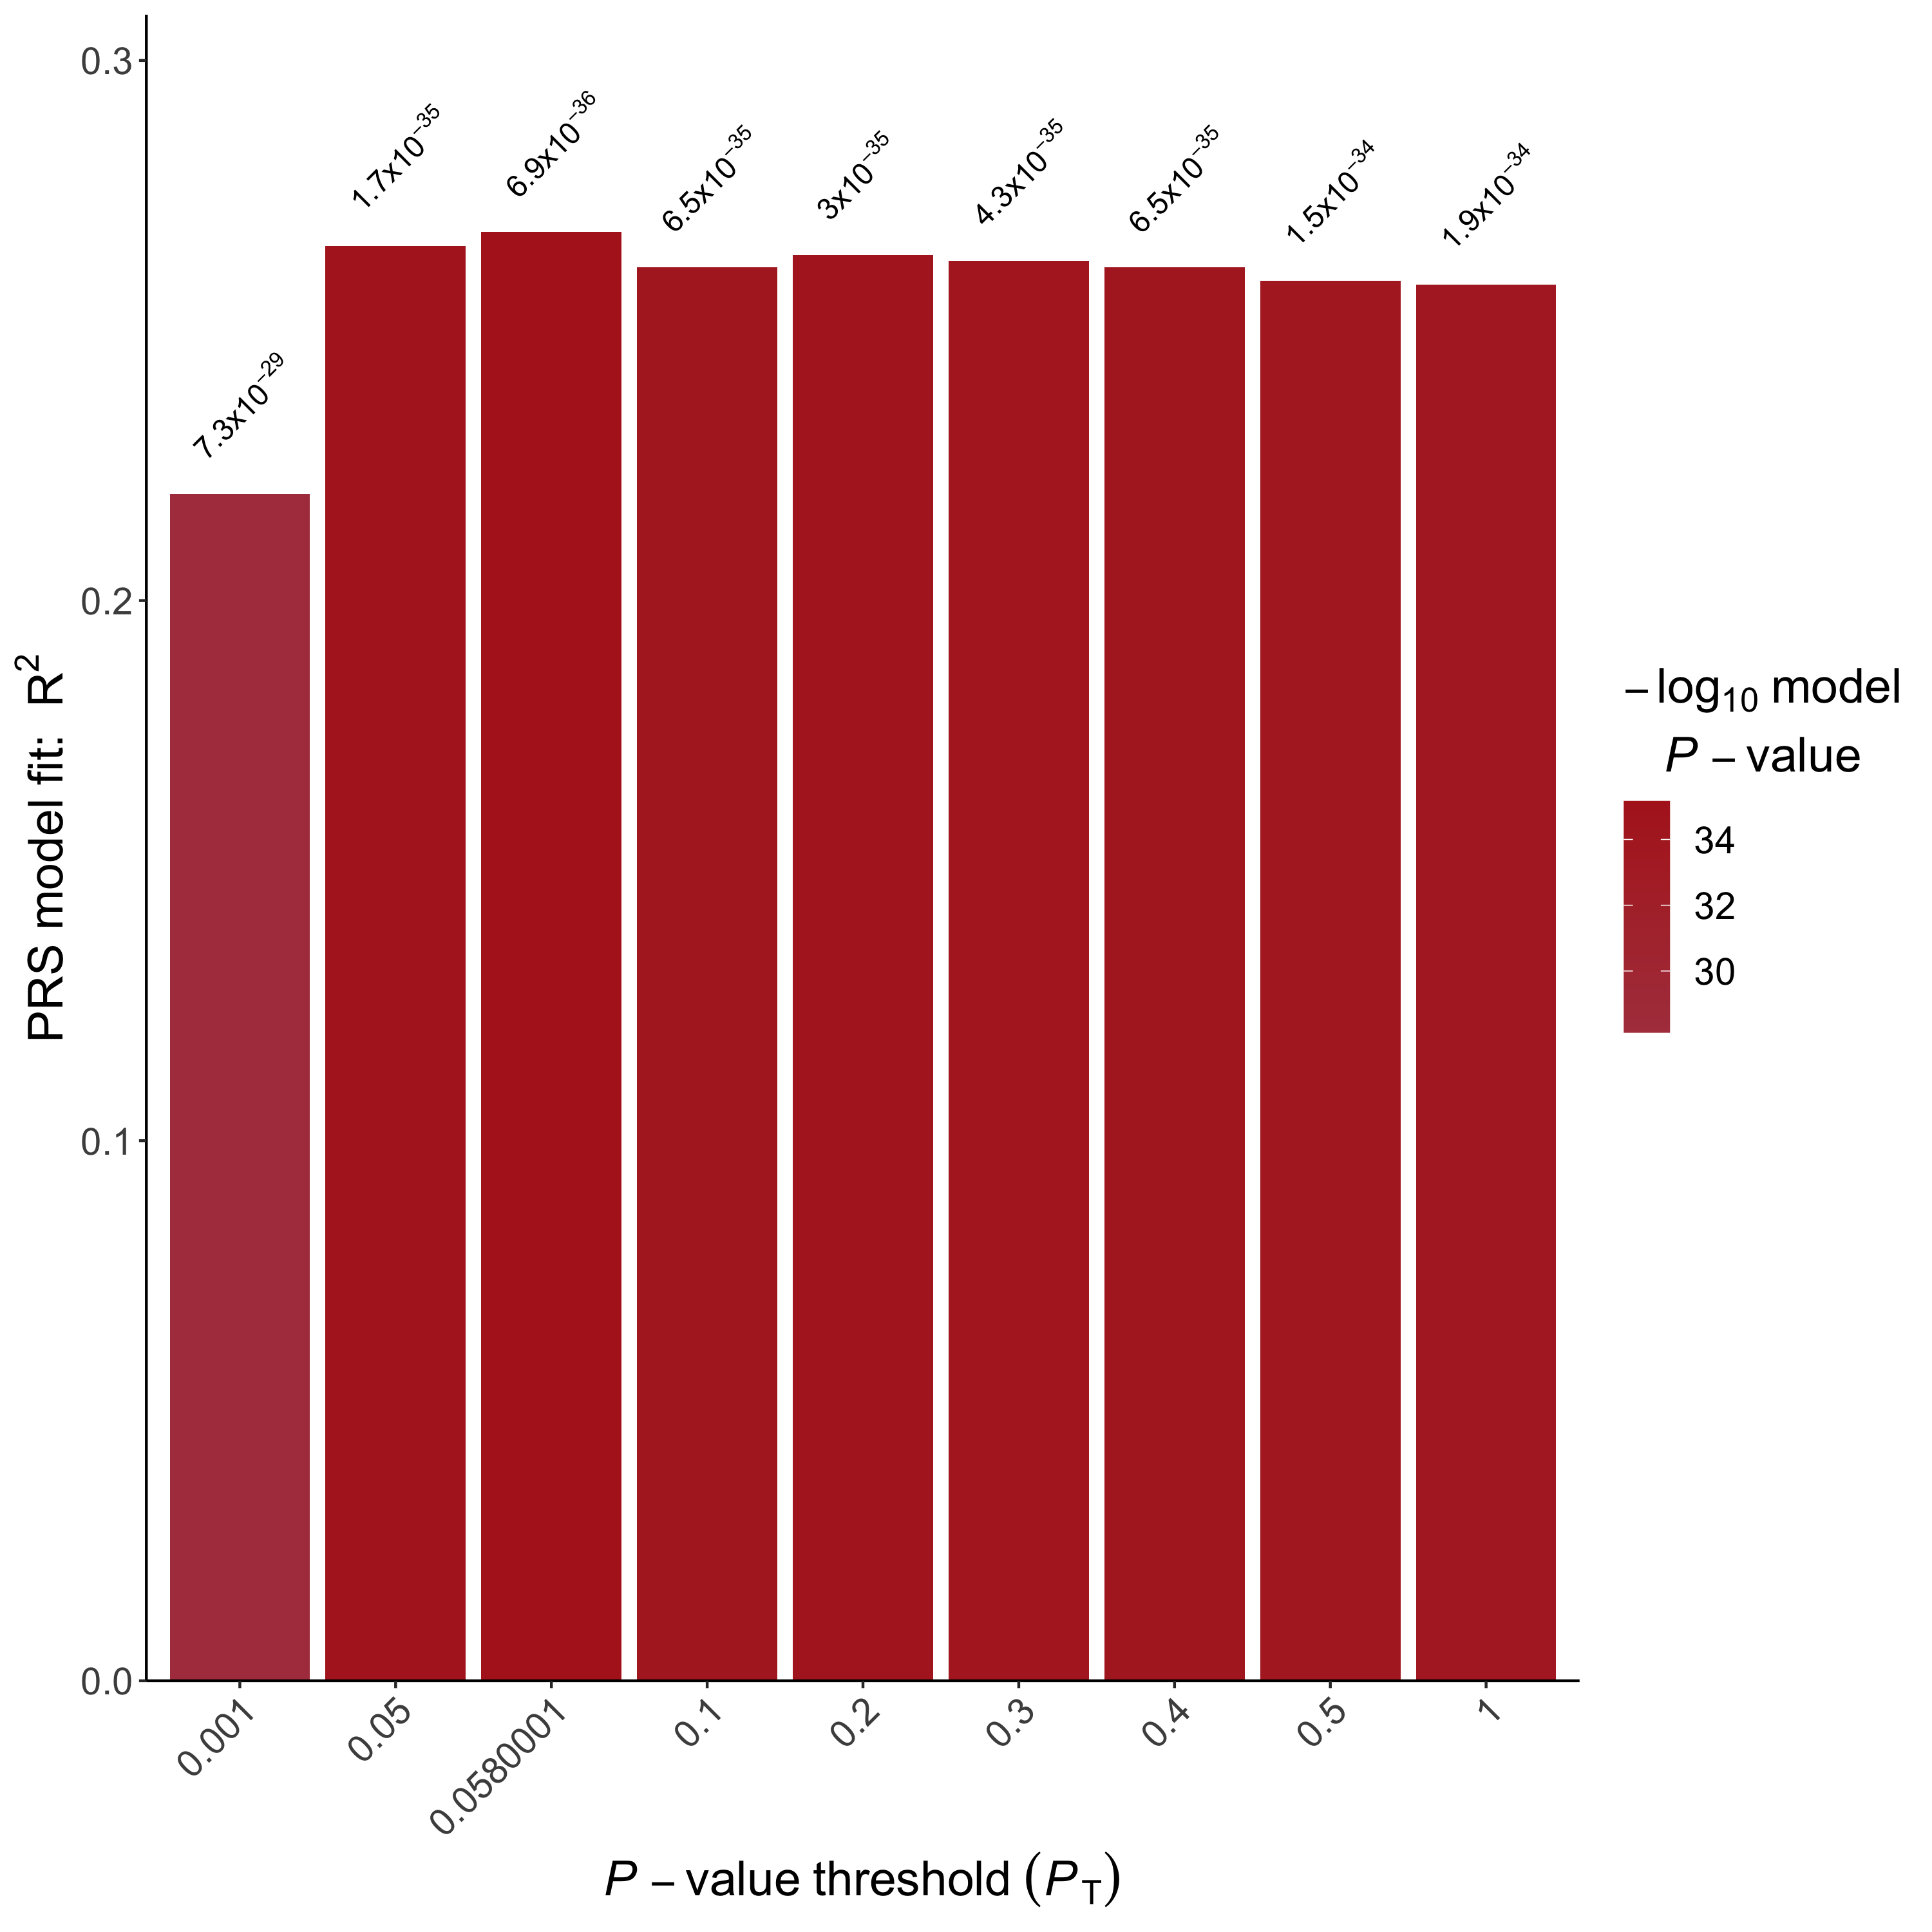 PRS model fit: R²
0.3
0.2
0.1
0.0
7.3x10⁻²⁹
1.7x10⁻³⁵
6.9x10⁻³⁶
6.5x10⁻³⁵
3x10⁻³⁵
4.3x10⁻³⁵
6.5x10⁻³⁵
1.5x10⁻³⁴
1.9x10⁻³⁴
0.001
0.05
0.0580001
0.1
0.2
0.3
0.4
0.5
1
P – value threshold (P_T)
– log₁₀ model
P – value
34
32
30